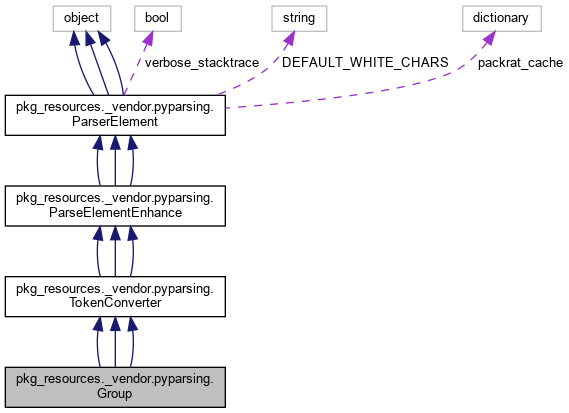 object
bool
string
dictionary
verbose_stacktrace
DEFAULT_WHITE_CHARS
packrat_cache
pkg_resources._vendor.pyparsing.
ParserElement
pkg_resources._vendor.pyparsing.
ParseElementEnhance
pkg_resources._vendor.pyparsing.
TokenConverter
pkg_resources._vendor.pyparsing.
Group